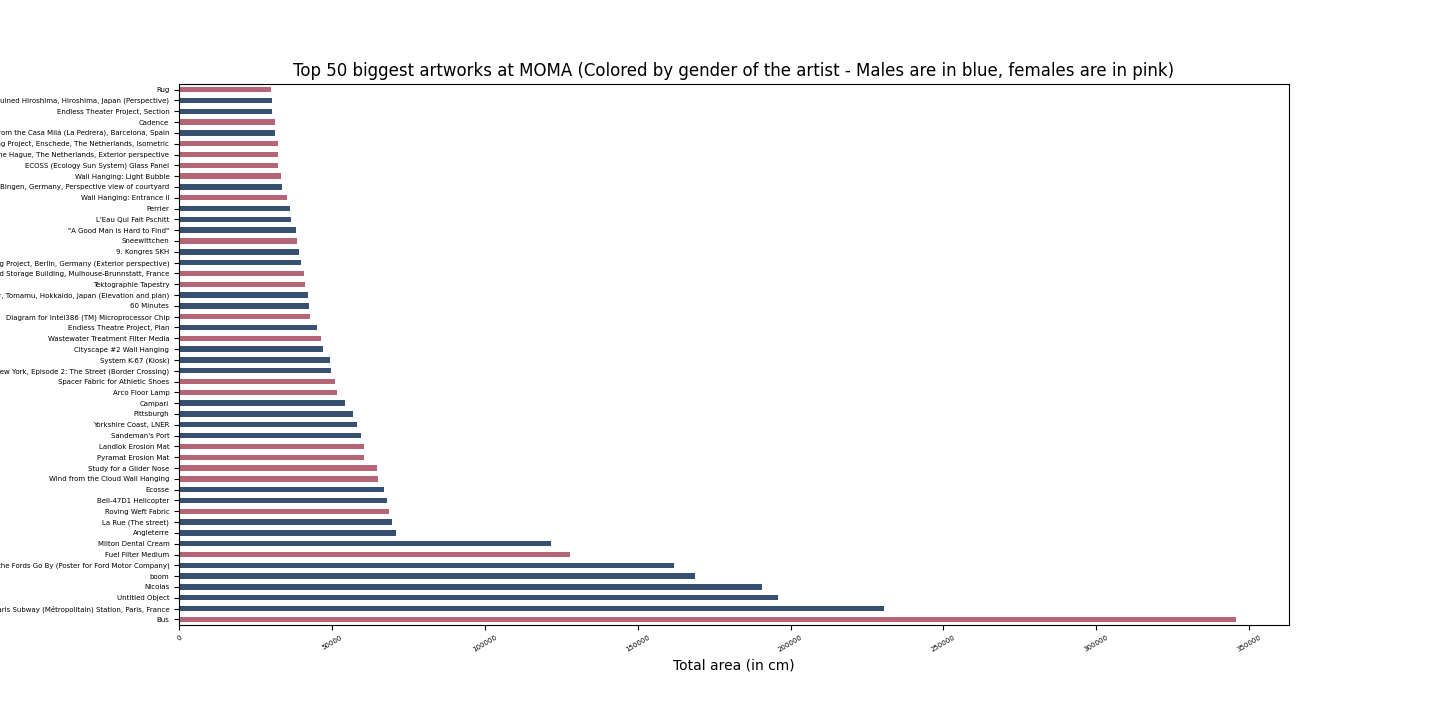 Top 50 biggest artworks at MOMA (Colored by gender of the artist - Males are in blue, females are in pink)
Rug
Hiroshima, Hiroshima, Japan (Perspective)
Endless Theater Project, Section
Cadence
the Casa Milá (La Pedrera), Barcelona, Spain
Project, Enschede, The Netherlands, Isometric
Hague, The Netherlands, Exterior perspective
ECOSS (Ecology Sun System) Glass Panel
Wall Hanging: Light Bubble
Bingen, Germany, Perspective view of courtyard
Wall Hanging: Entrance II
Perrier
L'Eau Qui Fait Pschitt
"A Good Man is Hard to Find"
Sneewittchen
9. Kongres SKH
Project, Berlin, Germany (Exterior perspective)
Storage Building, Mulhouse-Brunnstatt, France
Tektographie Tapestry
, Tomamu, Hokkaido, Japan (Elevation and plan)
60 Minutes
Diagram for Intel386 (TM) Microprocessor Chip
Endless Theatre Project, Plan
Wastewater Treatment Filter Media
Cityscape #2 Wall Hanging
System K-67 (Kiosk)
York, Episode 2: The Street (Border Crossing)
Spacer Fabric for Athletic Shoes
Arco Floor Lamp
Campari
Pittsburgh
Yorkshire Coast, LNER
Sandeman's Port
Landlok Erosion Mat
Pyramat Erosion Mat
Study for a Glider Nose
Wind from the Cloud Wall Hanging
Ecosse
Bell-47D1 Helicopter
Roving Weft Fabric
La Rue (The street)
Angleterre
Milton Dental Cream
Fuel Filter Medium
the Fords Go By (Poster for Ford Motor Company)
boom
Nicolas
Untitled Object
Subway (Métropolitain) Station, Paris, France
Bus
0 50000 100000 150000 200000 250000 300000 350000
Total area (in cm)